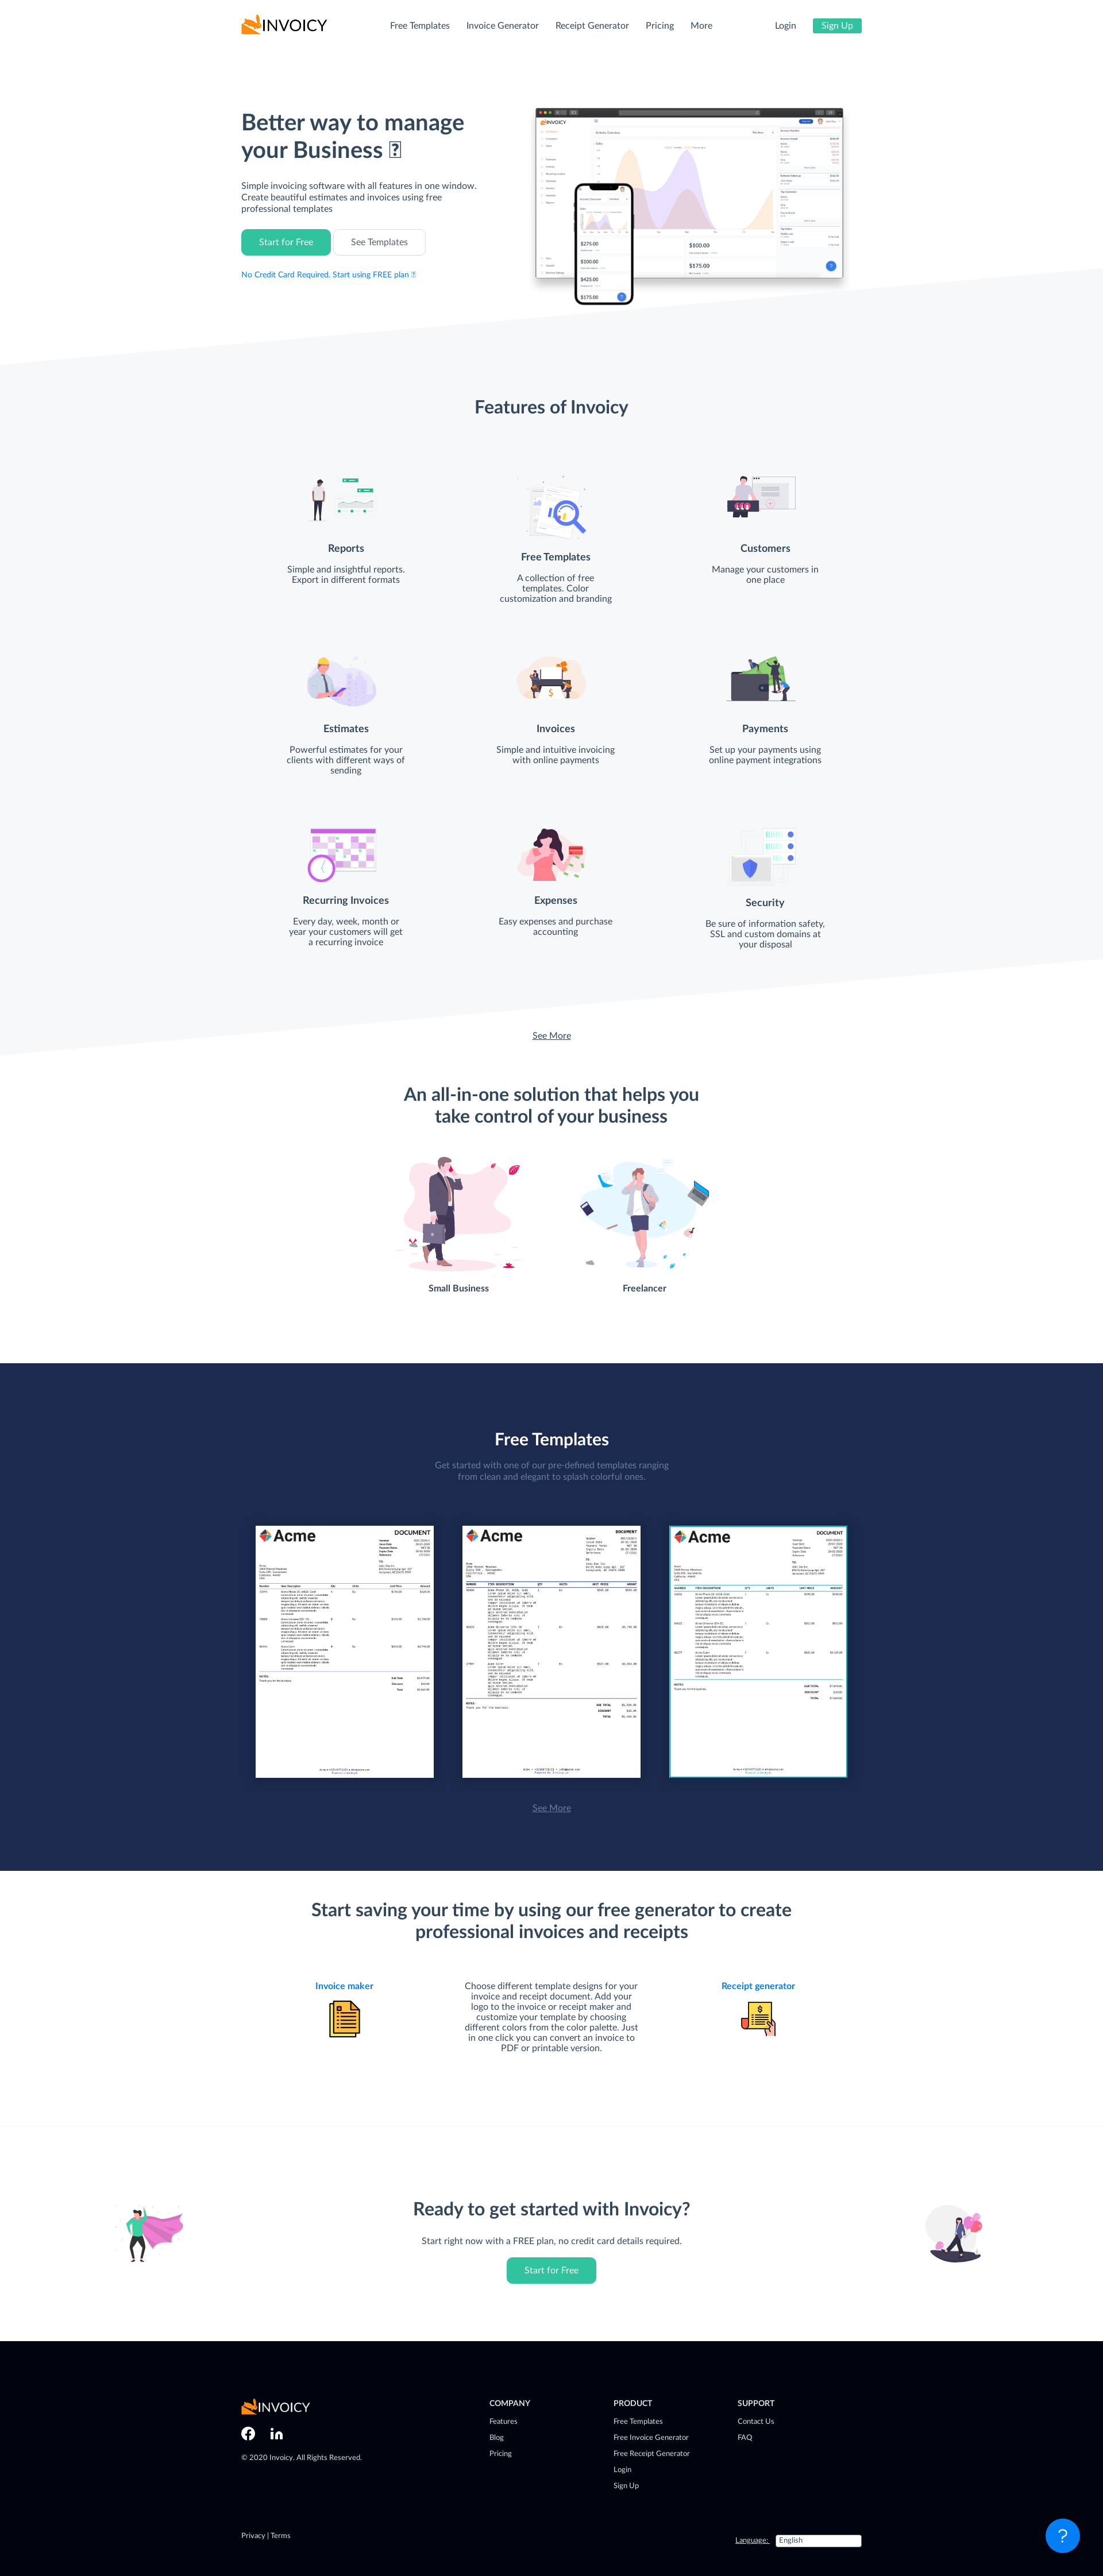 INVOICY
Free Templates
Invoice Generator
Receipt Generator
Pricing
More
Login
Sign Up
Better way to manage
your Business
Simple invoicing software with all features in one window.
Create beautiful estimates and invoices using free
professional templates
Start for Free
See Templates
No Credit Card Required. Start using FREE plan
INVOICY
$275.00
$100.00
$425.00
$175.00
$100.00
$175.00
Features of Invoicy
Reports
Simple and insightful reports.
Export in different formats
Free Templates
A collection of free
templates. Color
customization and branding
Customers
Manage your customers in
one place
Estimates
Powerful estimates for your
clients with different ways of
sending
Invoices
Simple and intuitive invoicing
with online payments
Payments
Set up your payments using
online payment integrations
Recurring Invoices
Every day, week, month or
year your customers will get
a recurring invoice
Expenses
Easy expenses and purchase
accounting
Security
Be sure of information safety,
SSL and custom domains at
your disposal
See More
An all-in-one solution that helps you
take control of your business
Small Business
Freelancer
Free Templates
Get started with one of our pre-defined templates ranging
from clean and elegant to splash colorful ones.
Acme
DOCUMENT
Acme
DOCUMENT
Acme
DOCUMENT
See More
Start saving your time by using our free generator to create
professional invoices and receipts
Invoice maker
Choose different template designs for your
invoice and receipt document. Add your
logo to the invoice or receipt maker and
customize your template by choosing
different colors from the color palette. Just
in one click you can convert an invoice to
PDF or printable version.
Receipt generator
Ready to get started with Invoicy?
Start right now with a FREE plan, no credit card details required.
Start for Free
INVOICY
© 2020 Invoicy. All Rights Reserved.
COMPANY
Features
Blog
Pricing
PRODUCT
Free Templates
Free Invoice Generator
Free Receipt Generator
Login
Sign Up
SUPPORT
Contact Us
FAQ
Privacy | Terms
Language:
English
?